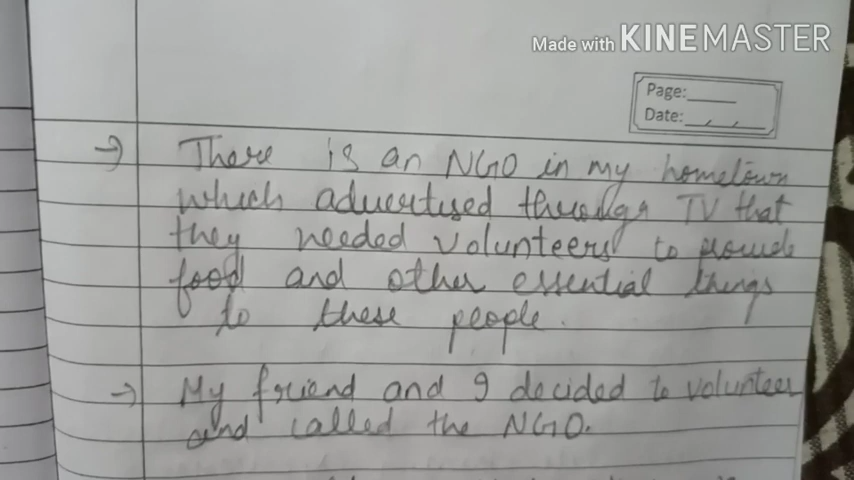 Made with KINEMASTER
Page:
Date:
→ There is an NGO in my hometown
which advertised through TV that
they needed volunteers to provide
food and other essential things
to these people.
→ My friend and I decided to volunteer
and called the NGO.